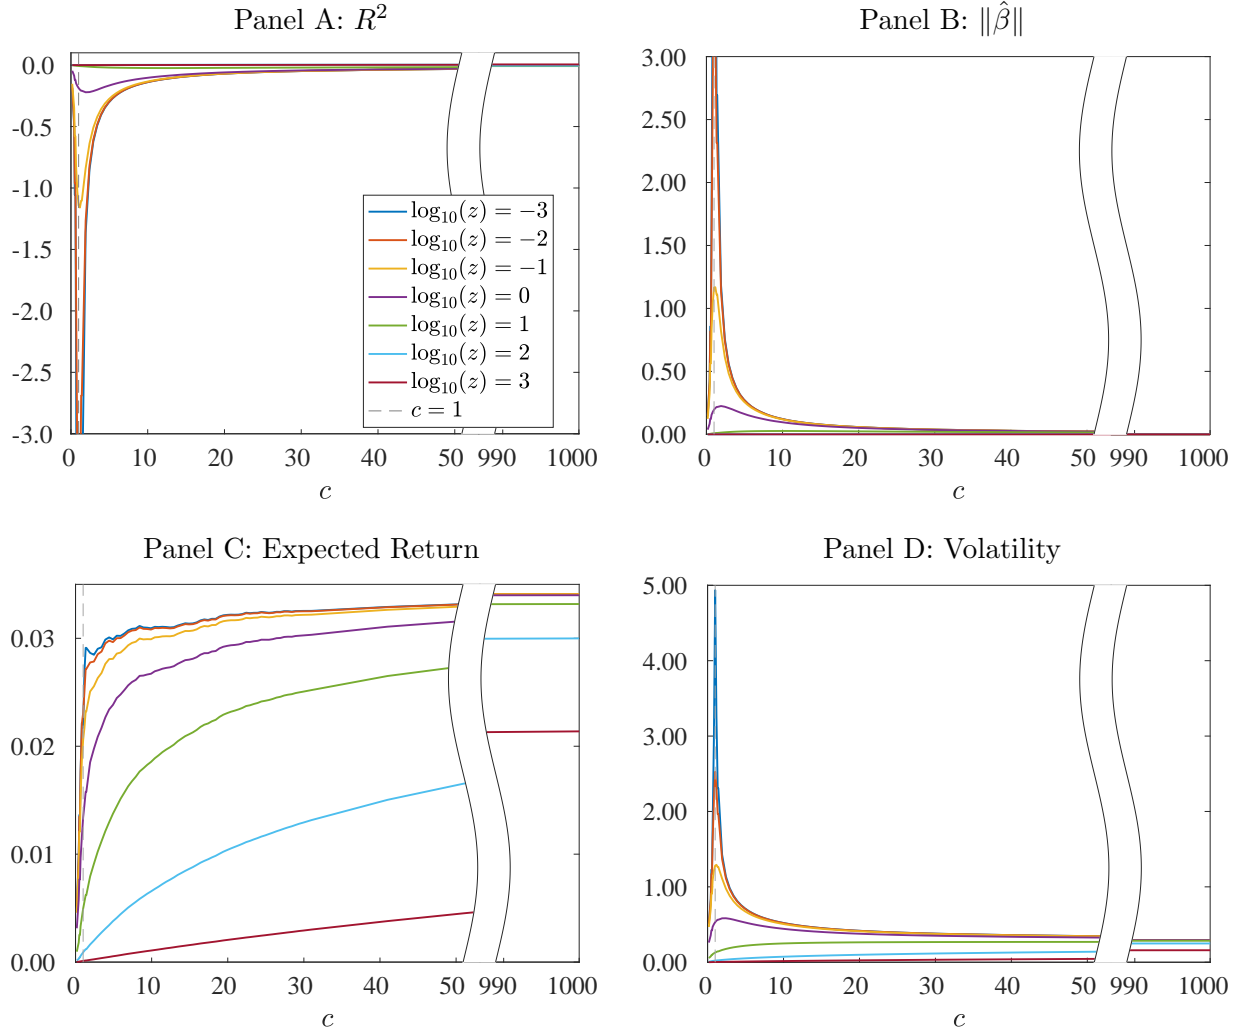 Panel A: R²
0.0
-0.5
-1.0
-1.5
-2.0
-2.5
-3.0
log₁₀(z) = −3
log₁₀(z) = −2
log₁₀(z) = −1
log₁₀(z) = 0
log₁₀(z) = 1
log₁₀(z) = 2
log₁₀(z) = 3
c = 1
0 10 20 30 40 50 990 1000
c
Panel B: ‖β̂‖
3.00
2.50
2.00
1.50
1.00
0.50
0.00
0 10 20 30 40 50 990 1000
c
Panel C: Expected Return
0.03
0.02
0.01
0.00
0 10 20 30 40 50 990 1000
c
Panel D: Volatility
5.00
4.00
3.00
2.00
1.00
0.00
0 10 20 30 40 50 990 1000
c